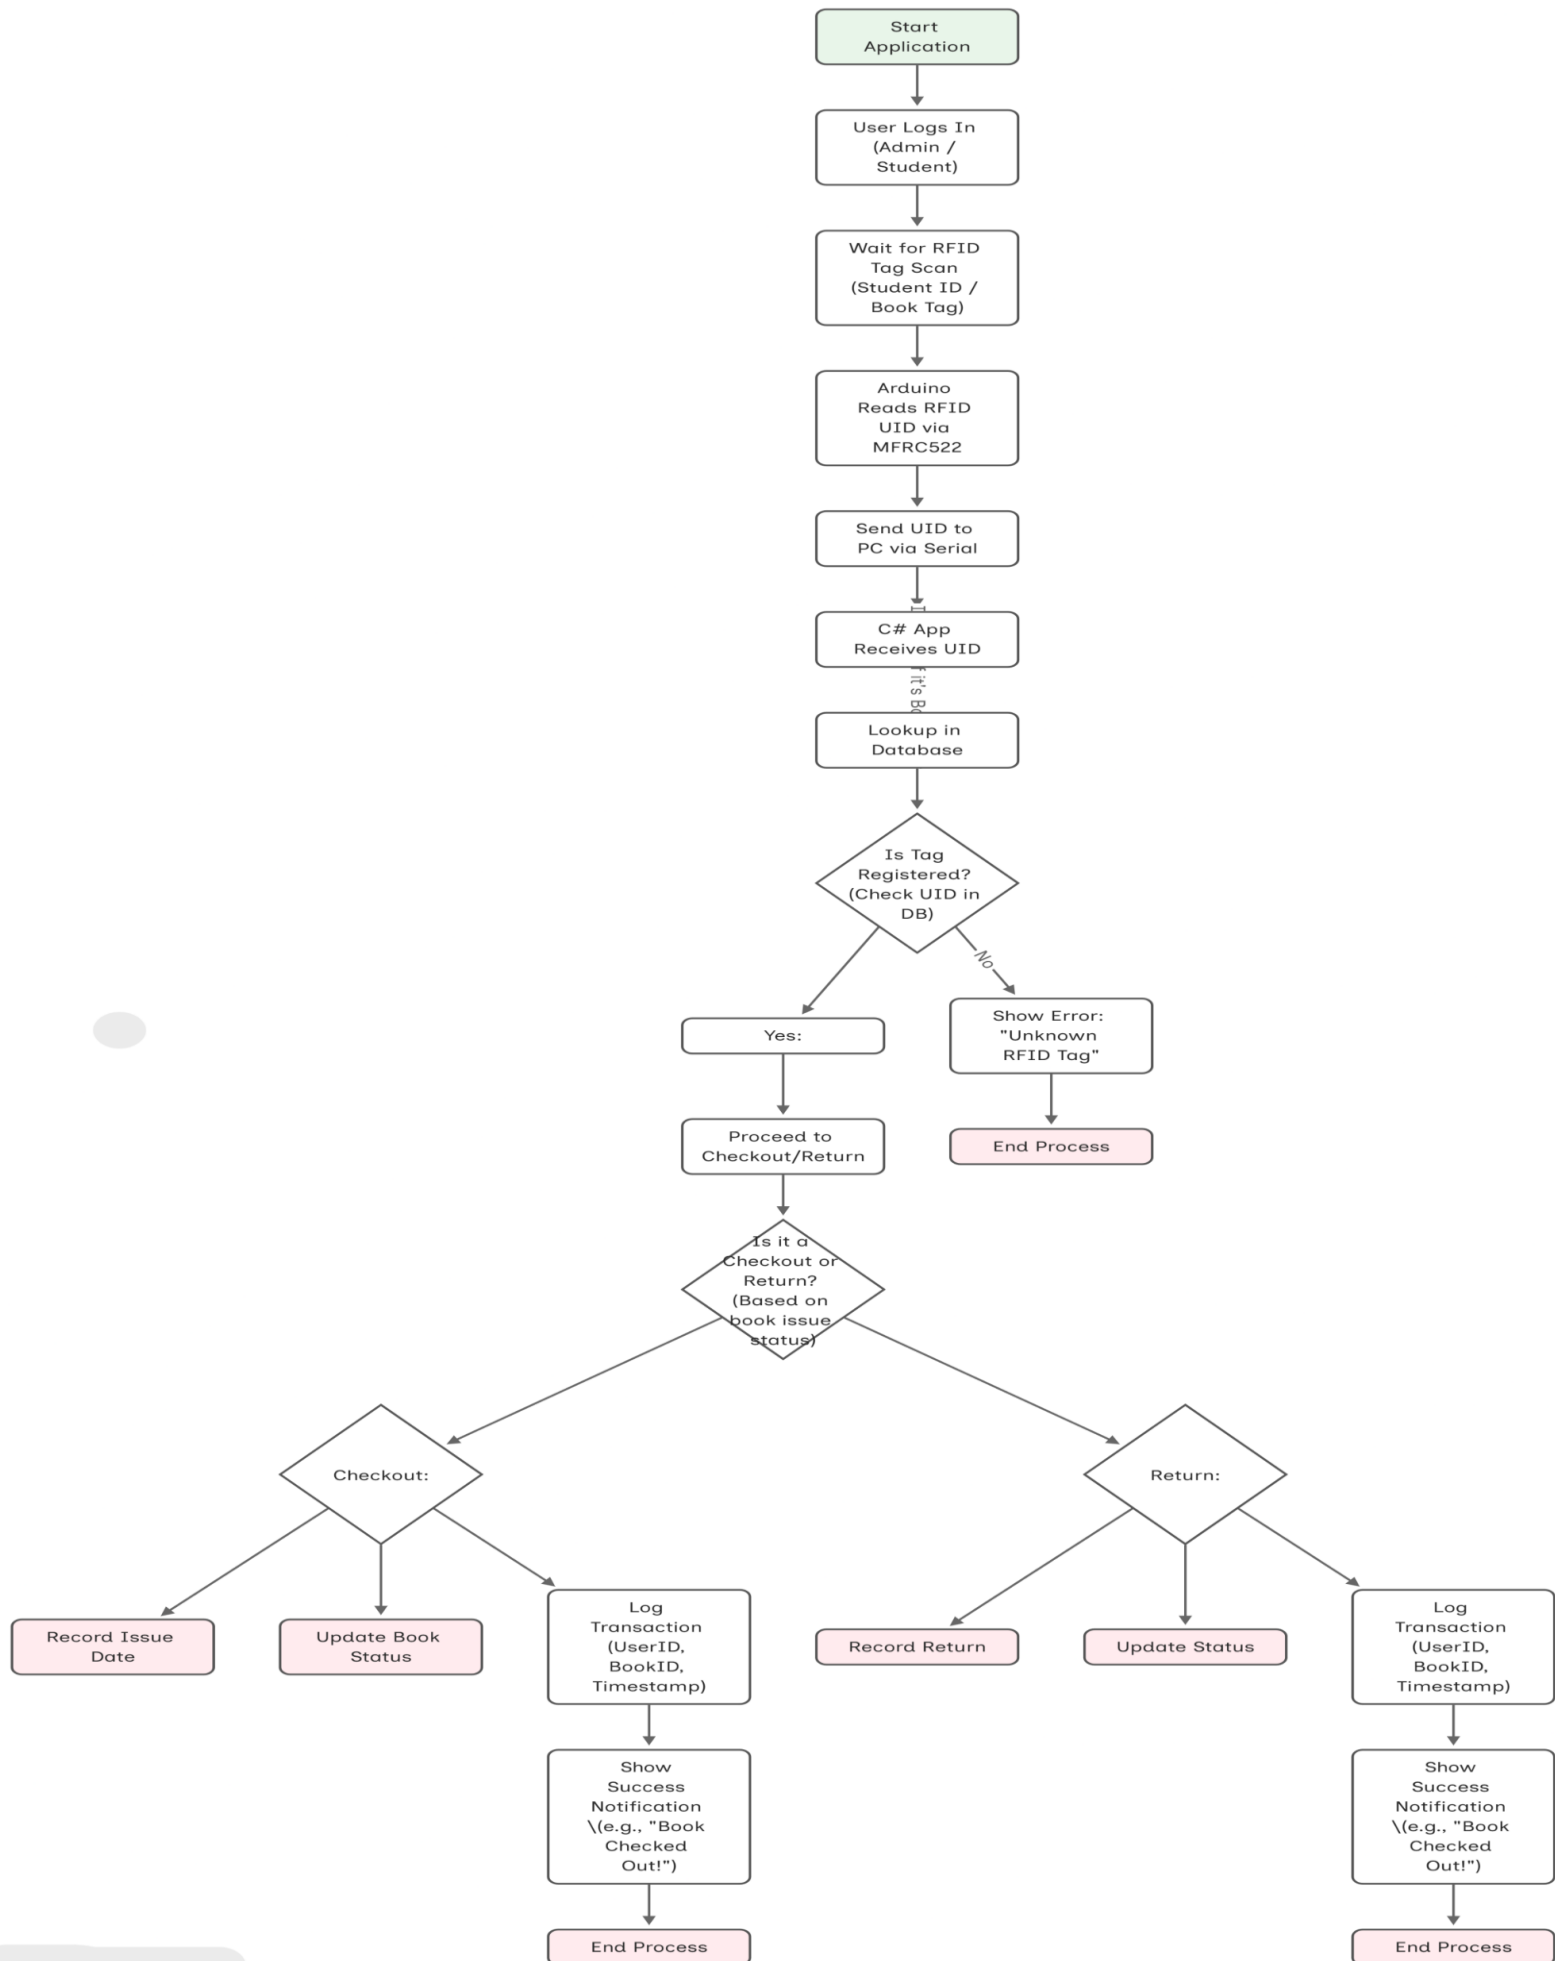 Start
Application
User Logs In
(Admin /
Student)
Wait for RFID
Tag Scan
(Student ID /
Book Tag)
Arduino
Reads RFID
UID via
MFRC522
Send UID to
PC via Serial
C# App
Receives UID
it's
Lookup in
Database
Is Tag
Registered?
(Check UID in
DB)
No
Yes:
Show Error:
"Unknown
RFID Tag"
Proceed to
Checkout/Return
End Process
Is it a
Checkout or
Return?
(Based on
book issue
status)
Checkout:
Return:
Record Issue
Date
Update Book
Status
Log
Transaction
(UserID,
BookID,
Timestamp)
Record Return
Update Status
Log
Transaction
(UserID,
BookID,
Timestamp)
Show
Success
Notification
\(e.g., "Book
Checked
Out!")
Show
Success
Notification
\(e.g., "Book
Checked
Out!")
End Process
End Process